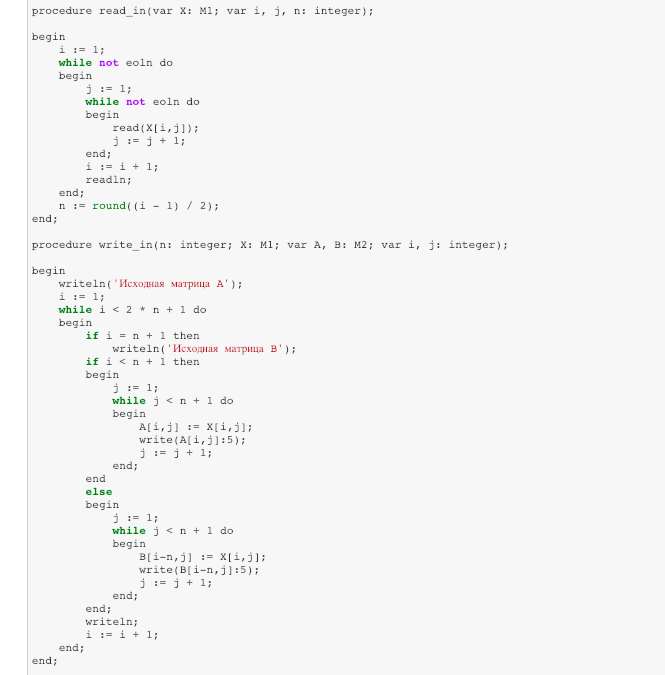 procedure read_in(var X: M1; var i, j, n: integer);
begin
    i := 1;
    while not eoln do
    begin
        j := 1;
        while not eoln do
        begin
            read(X[i,j]);
            j := j + 1;
        end;
        i := i + 1;
        readln;
    end;
    n := round((i - 1) / 2);
end;
procedure write_in(n: integer; X: M1; var A, B: M2; var i, j: integer);
begin
    writeln('Исходная матрица A');
    i := 1;
    while i < 2 * n + 1 do
    begin
        if i = n + 1 then
            writeln('Исходная матрица B');
        if i < n + 1 then
        begin
            j := 1;
            while j < n + 1 do
            begin
                A[i,j] := X[i,j];
                write(A[i,j]:5);
                j := j + 1;
            end;
        end
        else
        begin
            j := 1;
            while j < n + 1 do
            begin
                B[i-n,j] := X[i,j];
                write(B[i-n,j]:5);
                j := j + 1;
            end;
        end;
        writeln;
        i := i + 1;
    end;
end;